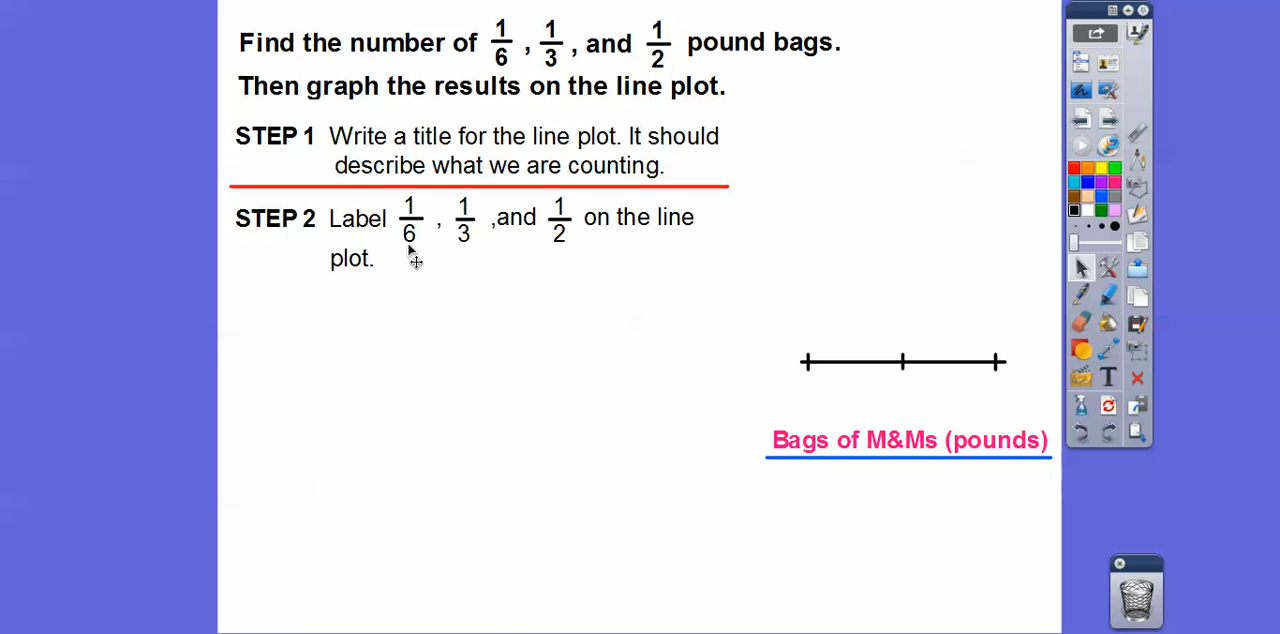 Find the number of 1/6 , 1/3 , and 1/2 pound bags.
Then graph the results on the line plot.
STEP 1 Write a title for the line plot. It should
describe what we are counting.
STEP 2 Label 1/6 , 1/3 ,and 1/2 on the line
plot.
Bags of M&Ms (pounds)
T